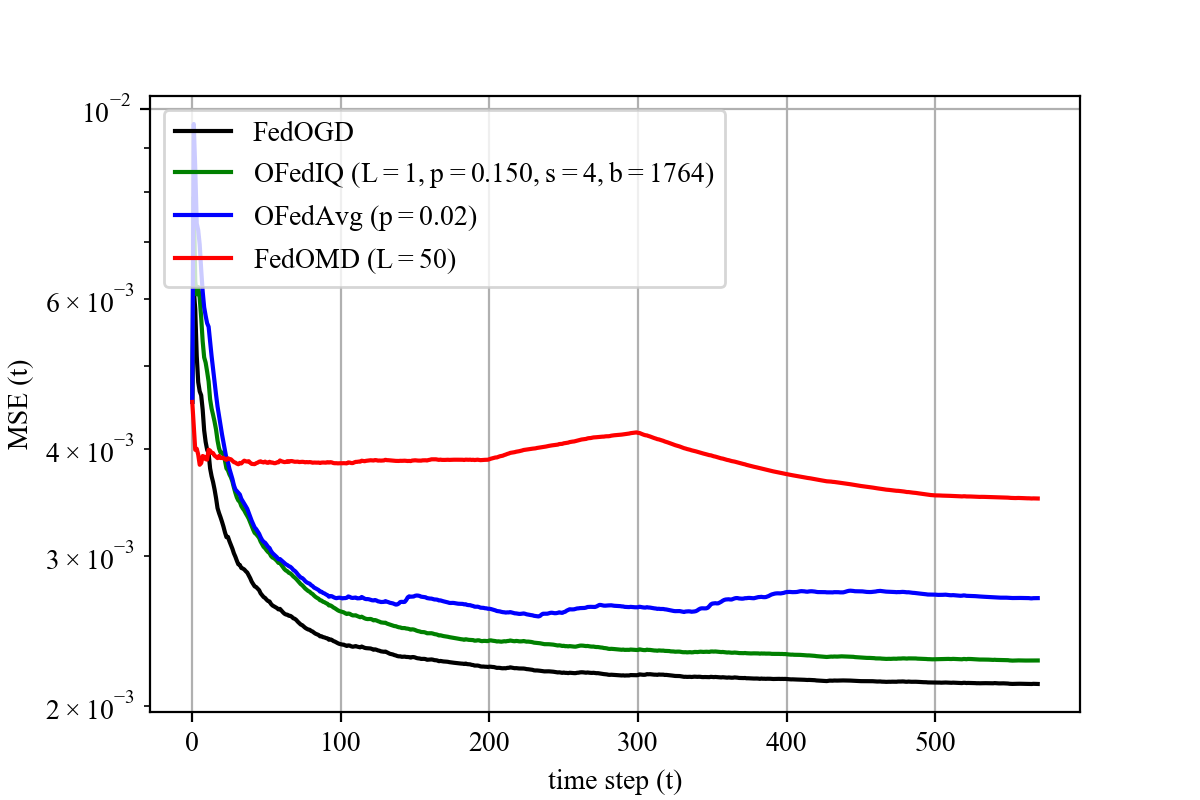 10⁻²
6 × 10⁻³
4 × 10⁻³
3 × 10⁻³
2 × 10⁻³
MSE (t)
FedOGD
OFedIQ (L = 1, p = 0.150, s = 4, b = 1764)
OFedAvg (p = 0.02)
FedOMD (L = 50)
0 100 200 300 400 500
time step (t)